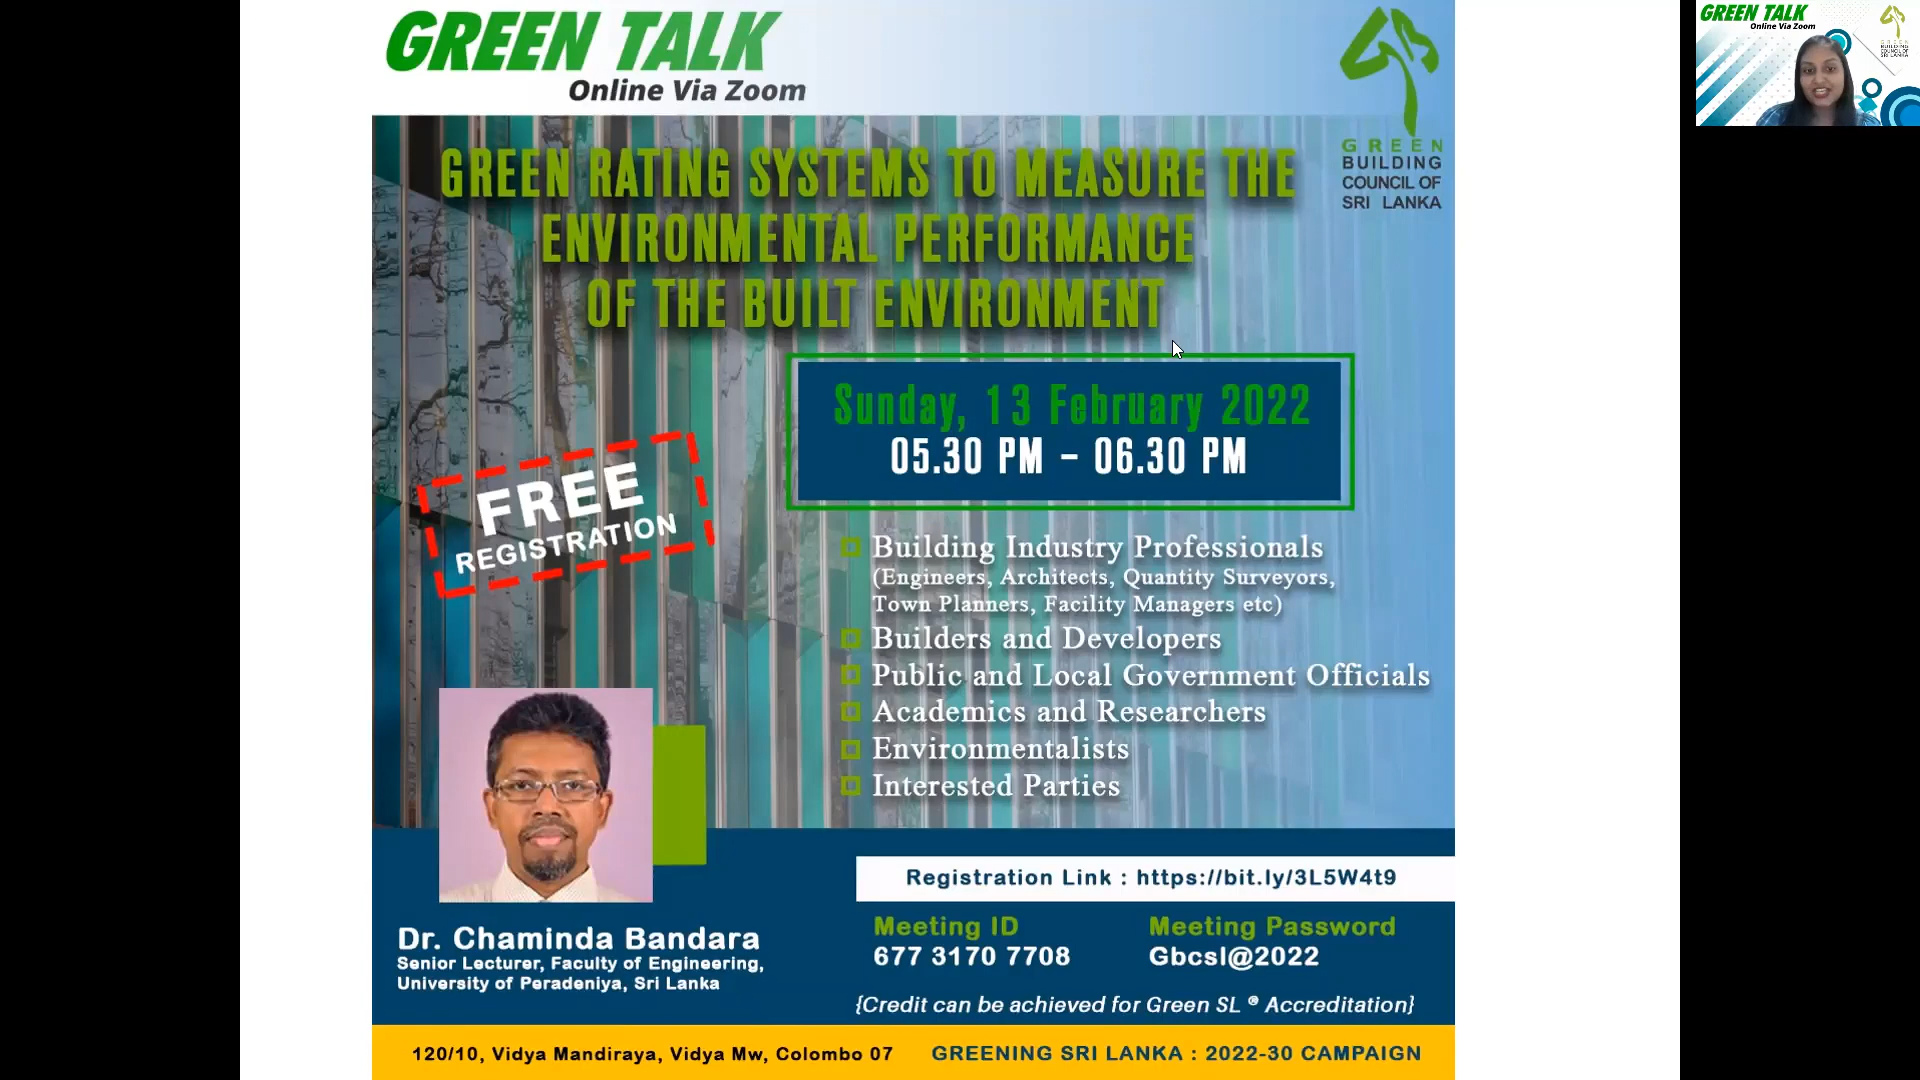 GREEN TALK
Online Via Zoom
GREEN
BUILDING
COUNCIL OF
SRI LANKA
GREEN RATING SYSTEMS TO MEASURE THE
ENVIRONMENTAL PERFORMANCE
OF THE BUILT ENVIRONMENT
Sunday, 13 February 2022
05.30 PM – 06.30 PM
FREE
REGISTRATION
Building Industry Professionals
(Engineers, Architects, Quantity Surveyors,
Town Planners, Facility Managers etc)
Builders and Developers
Public and Local Government Officials
Academics and Researchers
Environmentalists
Interested Parties
Registration Link : https://bit.ly/3L5W4t9
Meeting ID
677 3170 7708
Meeting Password
Gbcsl@2022
Dr. Chaminda Bandara
Senior Lecturer, Faculty of Engineering,
University of Peradeniya, Sri Lanka
{Credit can be achieved for Green SL ® Accreditation}
120/10, Vidya Mandiraya, Vidya Mw, Colombo 07
GREENING SRI LANKA : 2022-30 CAMPAIGN
GREEN TALK
Online Via Zoom
GREEN
BUILDING
COUNCIL OF
SRI LANKA